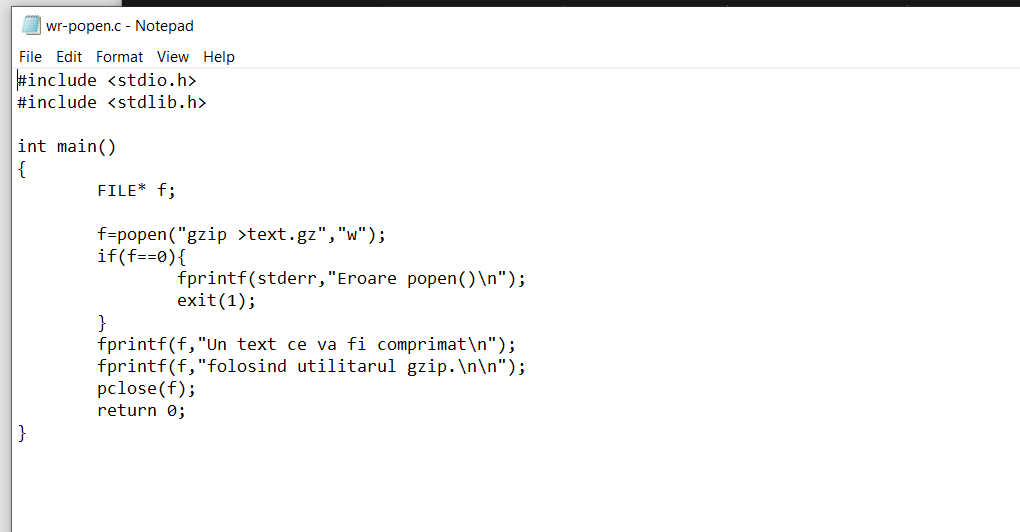 wr-popen.c - Notepad
File Edit Format View Help
#include <stdio.h>
#include <stdlib.h>

int main()
{
        FILE* f;

        f=popen("gzip >text.gz","w");
        if(f==0){
                fprintf(stderr,"Eroare popen()\n");
                exit(1);
        }
        fprintf(f,"Un text ce va fi comprimat\n");
        fprintf(f,"folosind utilitarul gzip.\n\n");
        pclose(f);
        return 0;
}